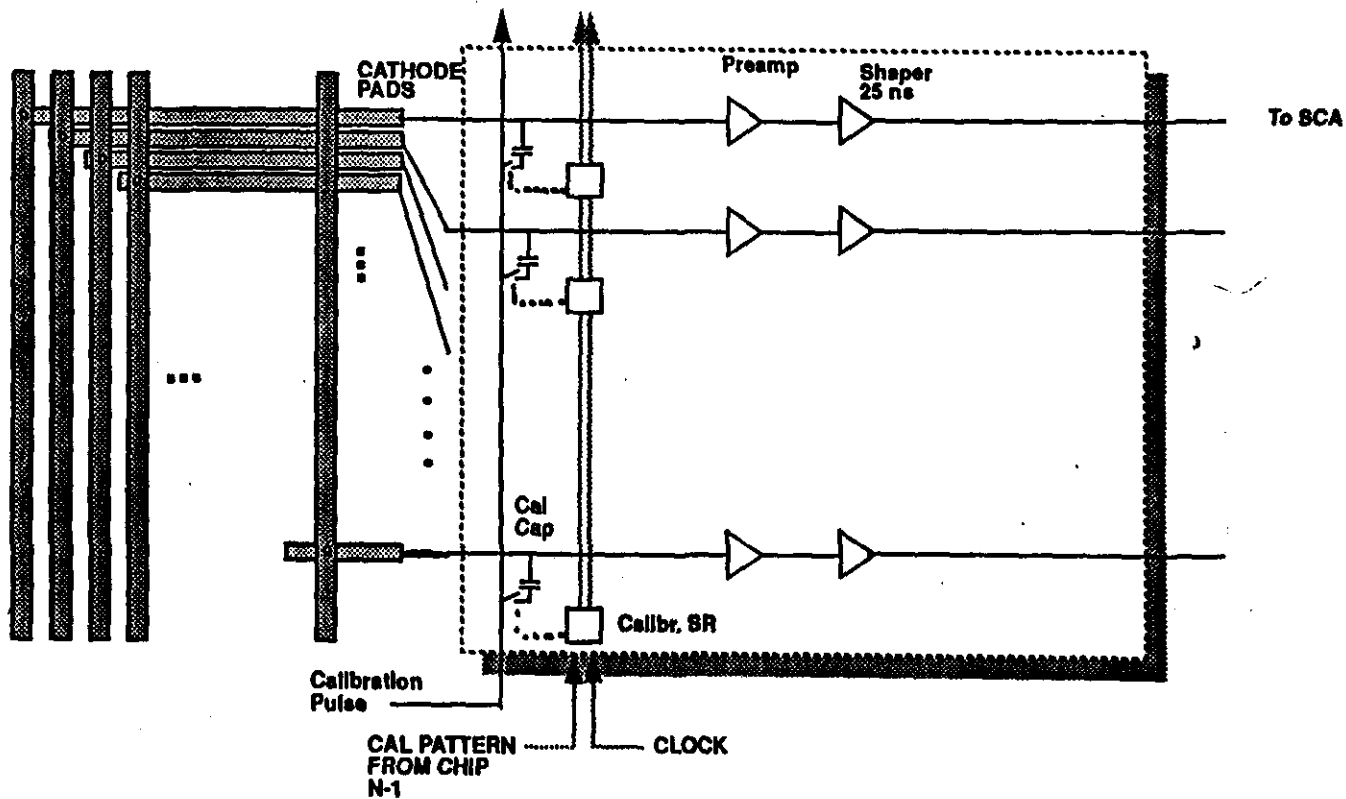 CATHODE
PADS
Preamp
Shaper
25 ns
To SCA
Cal
Cap
Calibr. SR
Calibration
Pulse
CAL PATTERN
FROM CHIP
N-1
CLOCK